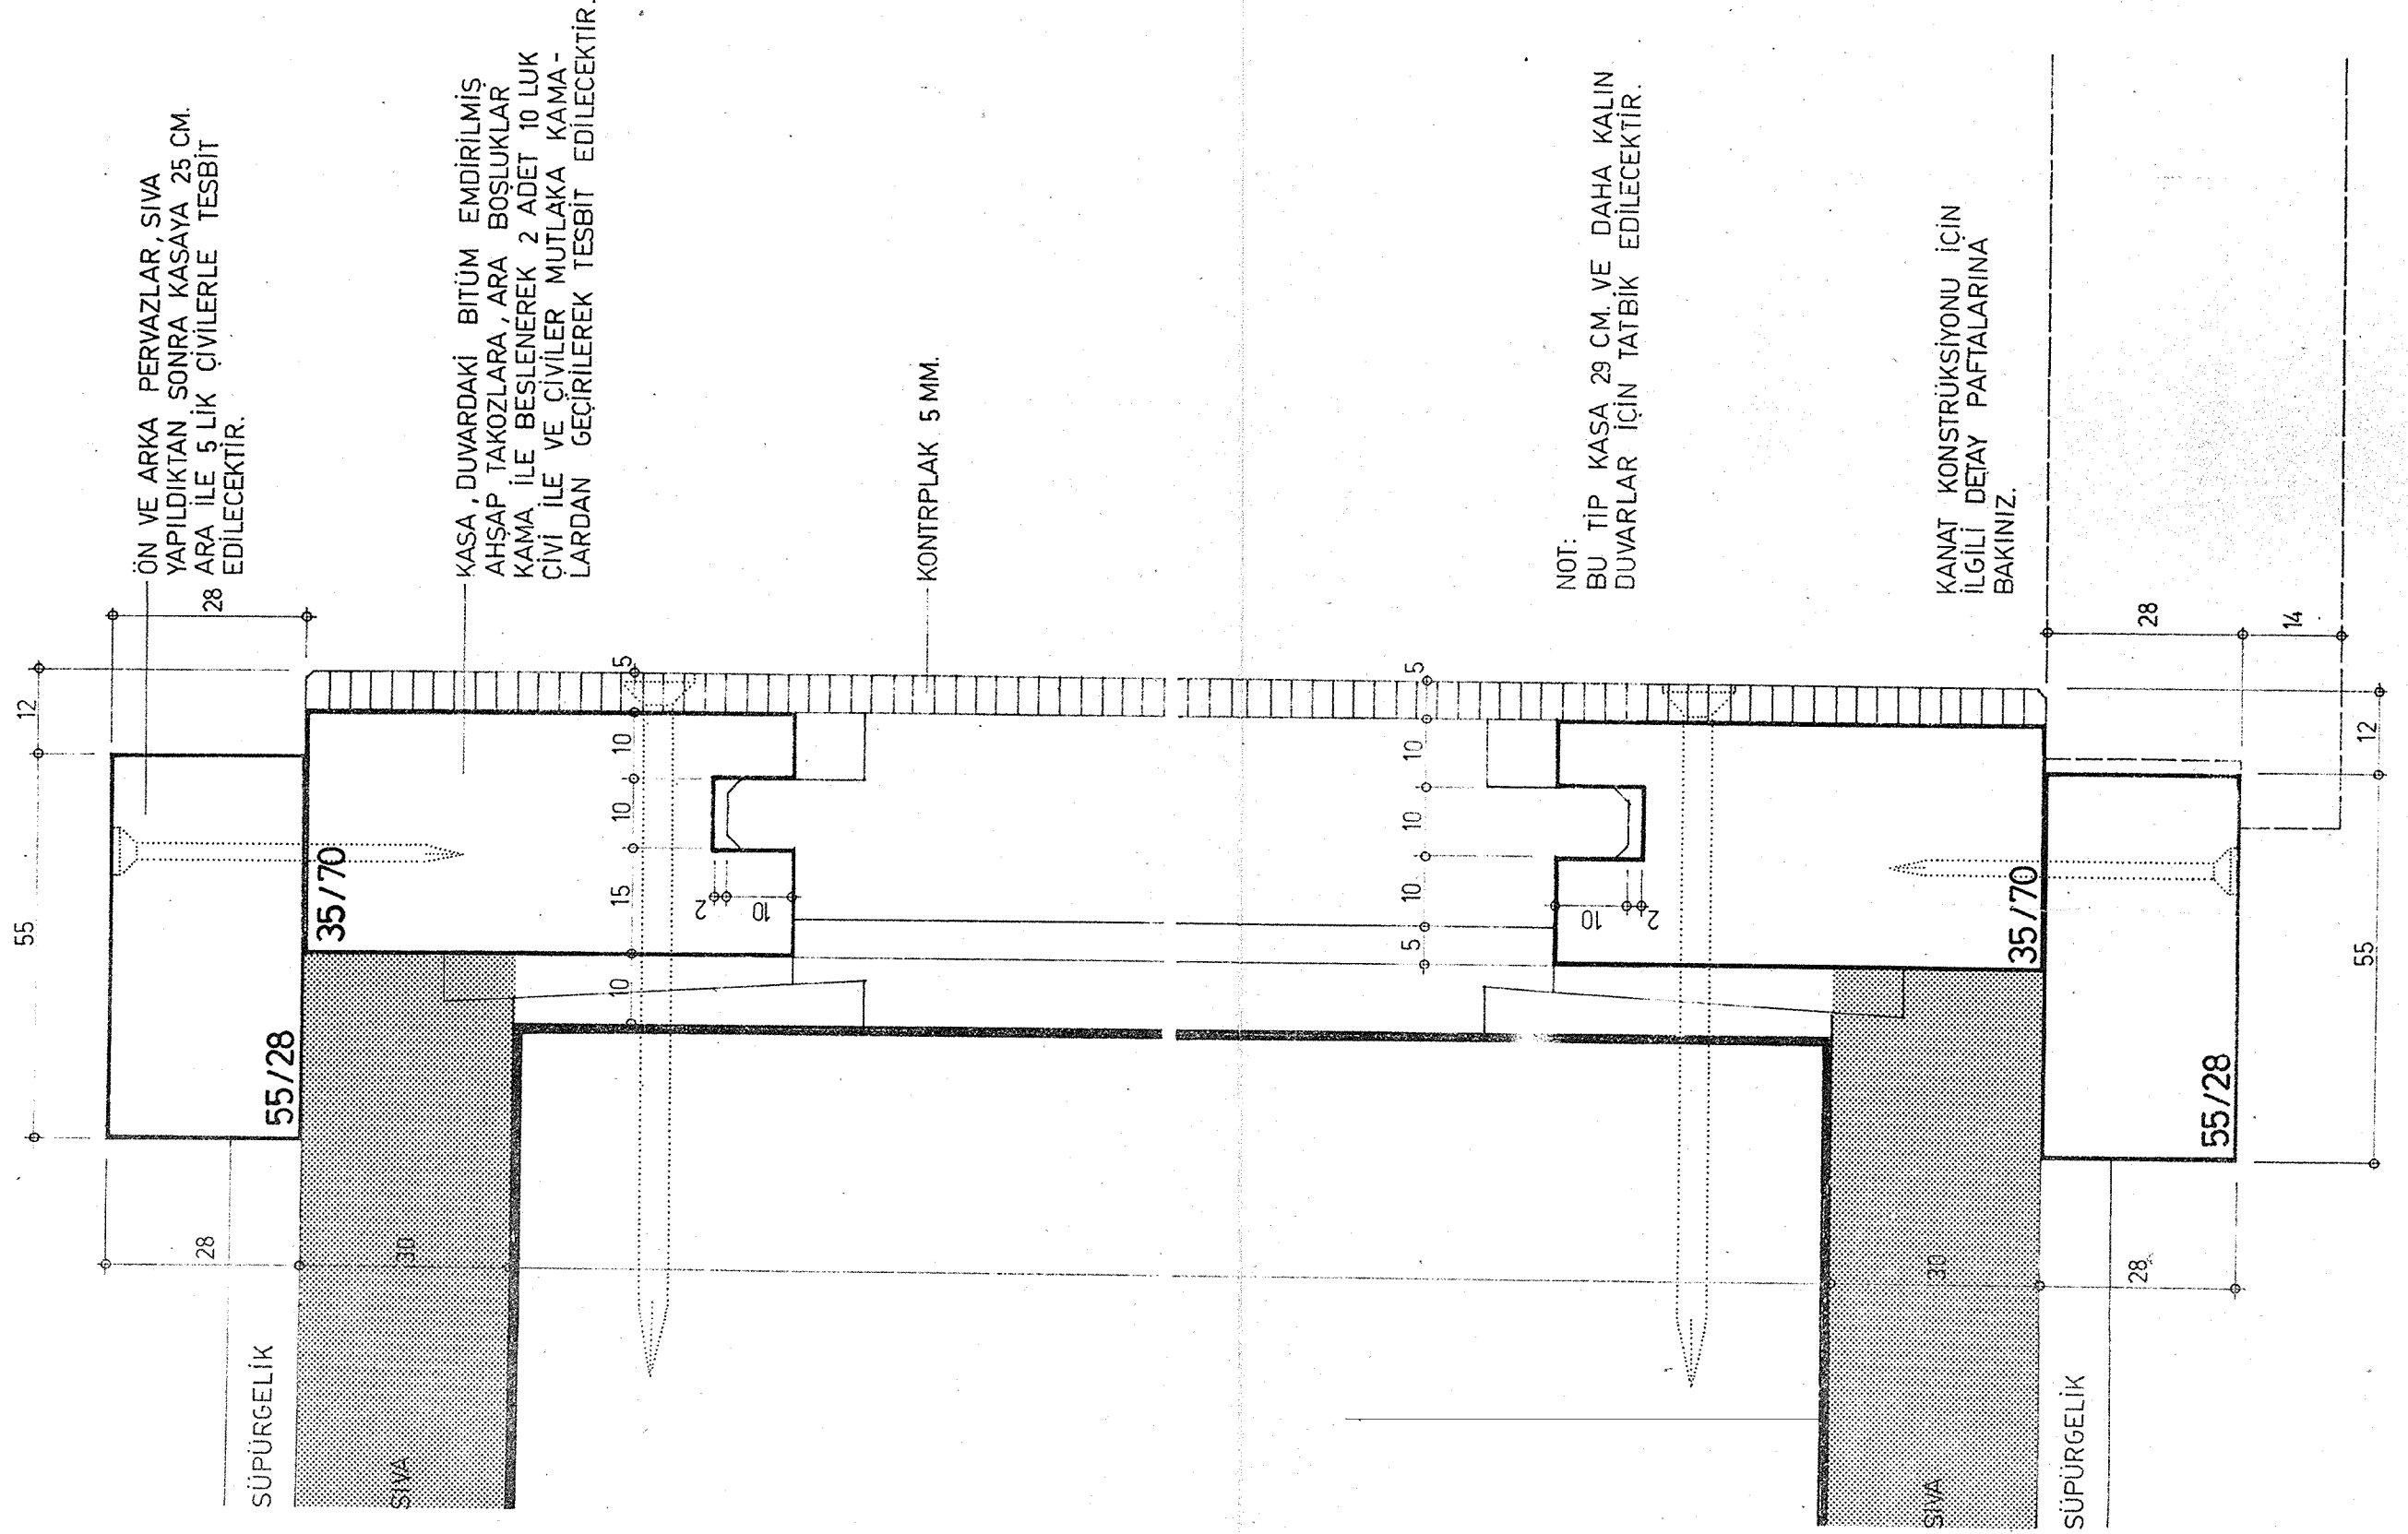 ÖN VE ARKA PERVAZLAR, SIVA
YAPILDIKTAN SONRA KASAYA 25 CM.
ARA İLE 5 LİK ÇİVİLERLE TESBİT
EDİLECEKTİR.
KASA, DUVARDAKİ BITÜM EMDİRİLMİŞ
AHŞAP TAKOZLARA, ARA BOŞLUKLAR
KAMA İLE BESLENEREK 2 ADET 10 LUK
ÇİVİ İLE VE ÇİVİLER MUTLAKA KAMA-
LARDAN GEÇİRİLEREK TESBİT EDİLECEKTİR.
KONTRPLAK 5 MM.
NOT:
BU TİP KASA 29 CM. VE DAHA KALIN
DUVARLAR İÇİN TATBİK EDİLECEKTİR.
KANAT KONSTRÜKSİYONU İÇİN
İLGİLİ DETAY PAFTALARINA
BAKINIZ.
12
55
28
28
55/28
35/70
5
10
10
15
10
2
10
30
SÜPÜRGELİK
SIVA
5
10
10
10
5
10
2
35/70
55/28
28
14
12
55
28
30
SIVA
SÜPÜRGELİK